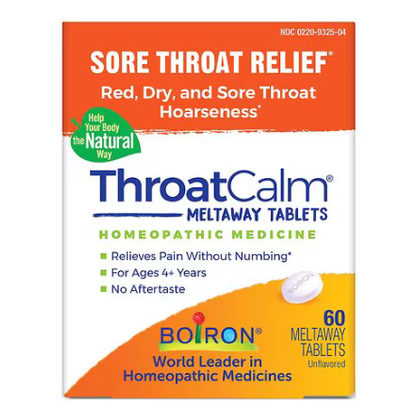 NDC 0220-9325-04
SORE THROAT RELIEF*
Red, Dry, and Sore Throat
Hoarseness*
Help Your Body
the Natural
Way
ThroatCalm®
MELTAWAY TABLETS
HOMEOPATHIC MEDICINE
Relieves Pain Without Numbing*
For Ages 4+ Years
No Aftertaste
BOIRON
BOIRON®
World Leader in
Homeopathic Medicines
60
MELTAWAY
TABLETS
Unflavored